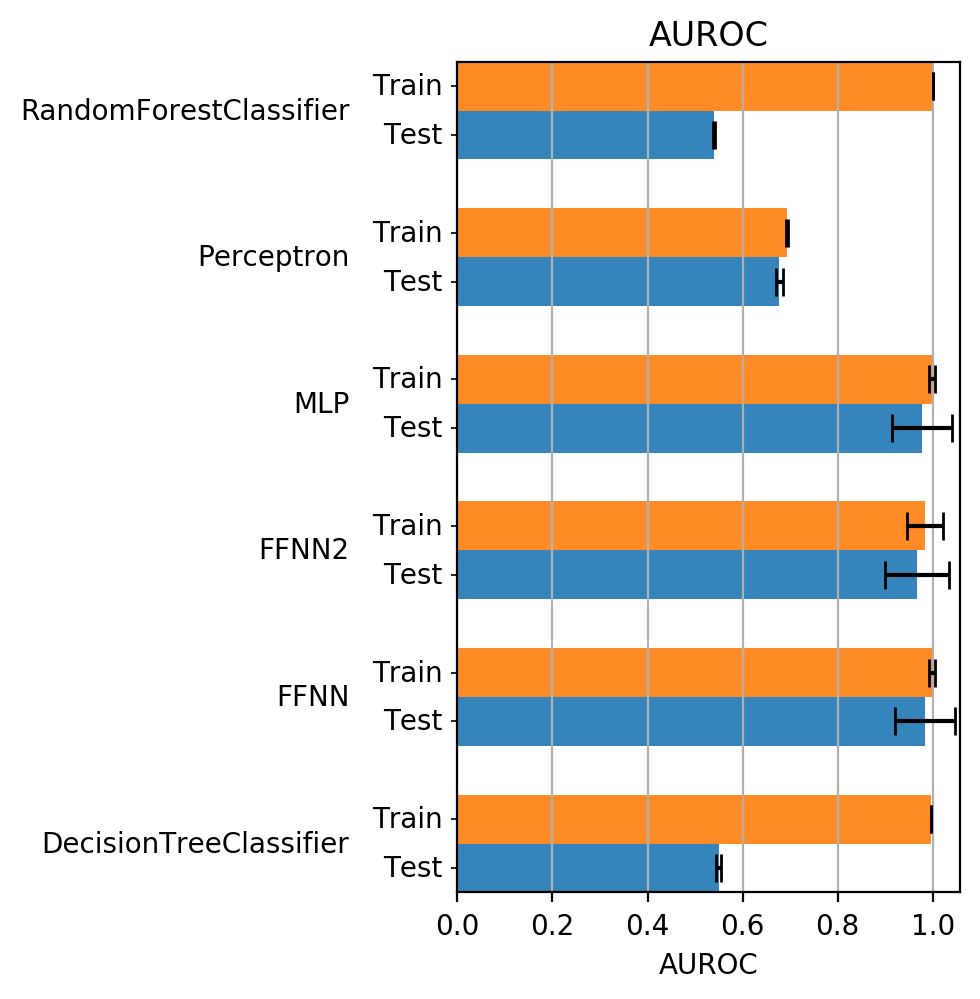 AUROC
RandomForestClassifier
Train
Test
Perceptron
Train
Test
MLP
Train
Test
FFNN2
Train
Test
FFNN
Train
Test
DecisionTreeClassifier
Train
Test
0.0 0.2 0.4 0.6 0.8 1.0
AUROC